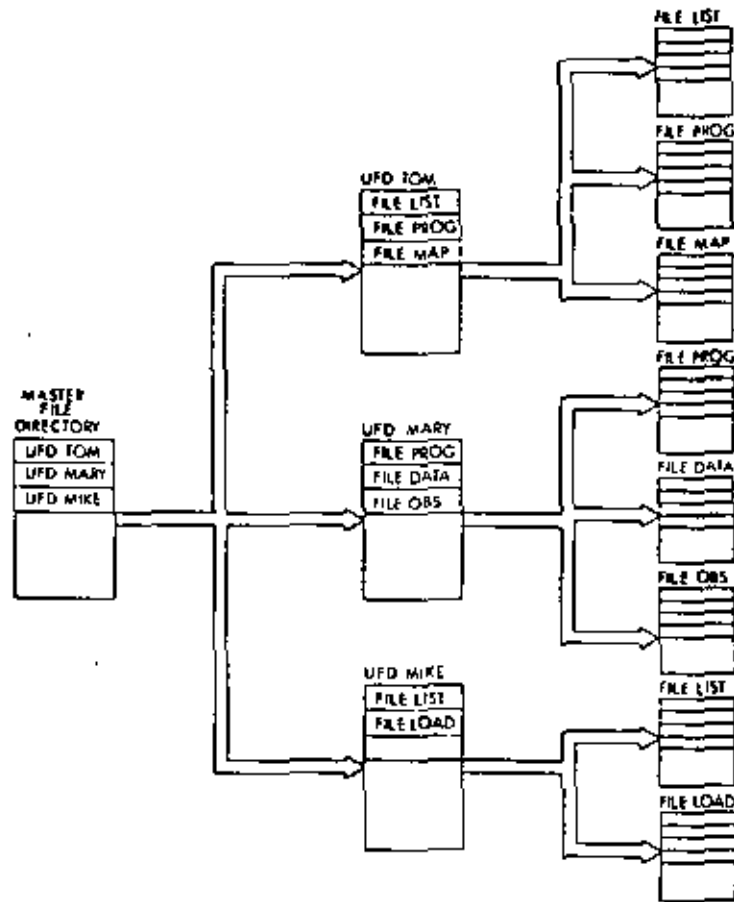 MASTER
FILE
DIRECTORY
UFD TOM
UFD MARY
UFD MIKE
UFD TOM
FILE LIST
FILE PROG
FILE MAP
UFD MARY
FILE PROG
FILE DATA
FILE OBS
UFD MIKE
FILE LIST
FILE LOAD
FILE LIST
FILE PROG
FILE MAP
FILE PROG
FILE DATA
FILE OBS
FILE LIST
FILE LOAD